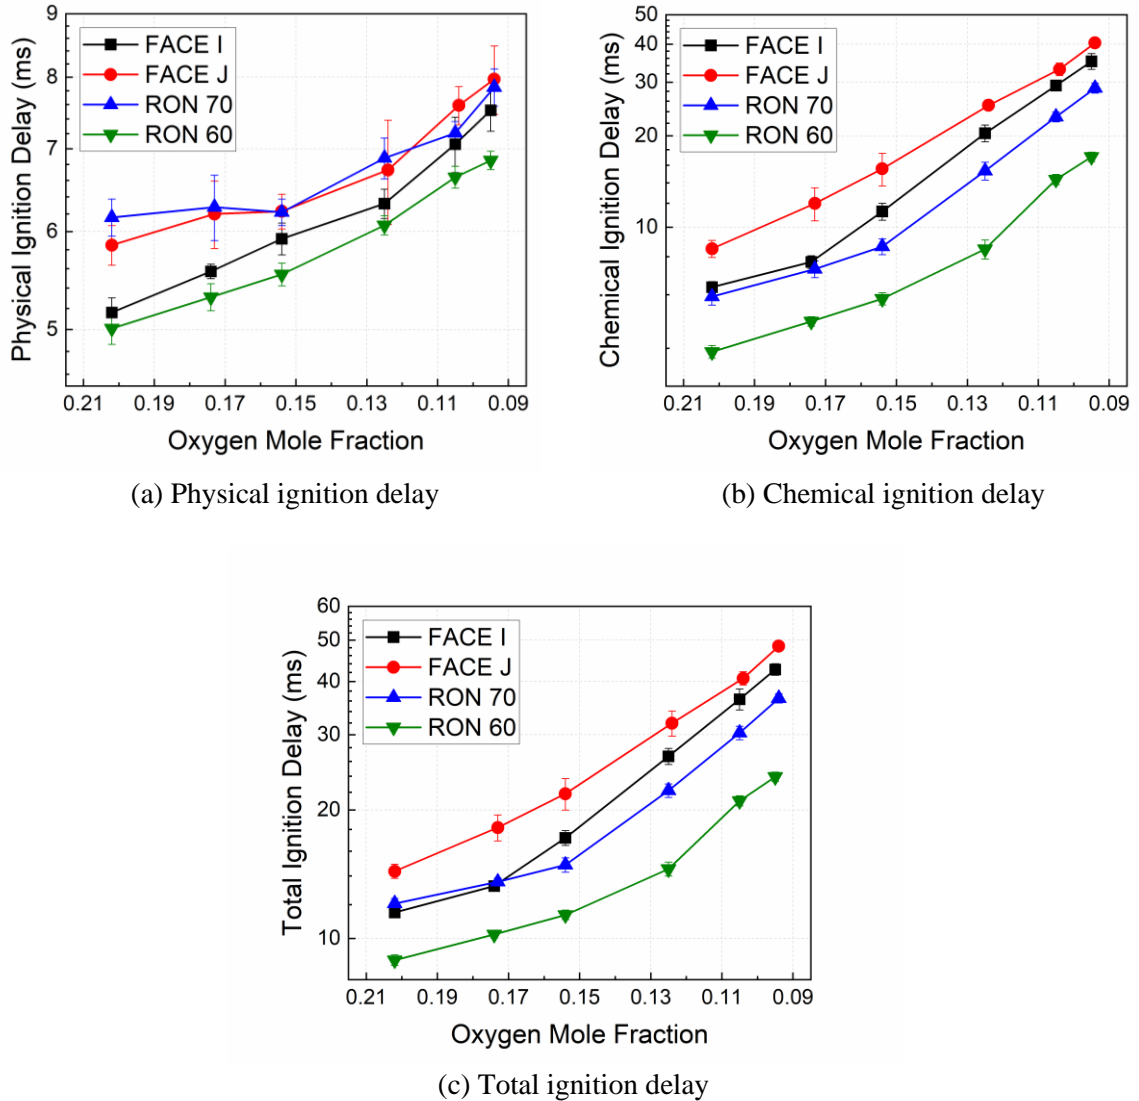 9
8
7
6
5
Physical Ignition Delay (ms)
FACE I
FACE J
RON 70
RON 60
0.21 0.19 0.17 0.15 0.13 0.11 0.09
Oxygen Mole Fraction
(a) Physical ignition delay
50
40
30
20
10
Chemical Ignition Delay (ms)
FACE I
FACE J
RON 70
RON 60
0.21 0.19 0.17 0.15 0.13 0.11 0.09
Oxygen Mole Fraction
(b) Chemical ignition delay
60
50
40
30
20
10
Total Ignition Delay (ms)
FACE I
FACE J
RON 70
RON 60
0.21 0.19 0.17 0.15 0.13 0.11 0.09
Oxygen Mole Fraction
(c) Total ignition delay